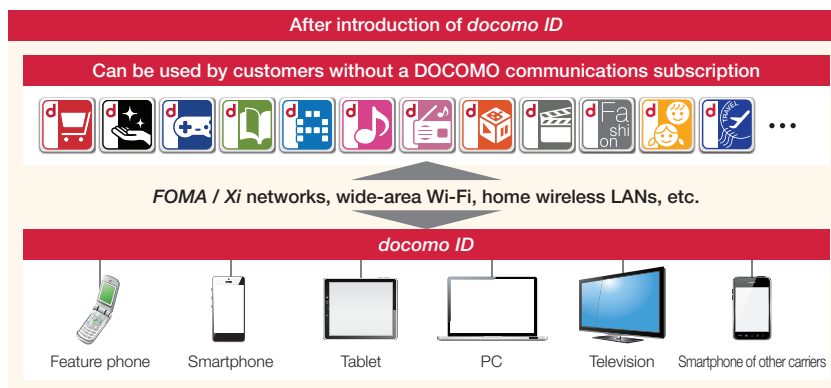 After introduction of docomo ID
Can be used by customers without a DOCOMO communications subscription
d d d d d d d d d d d d
Fa
shi
on
TRAVEL
...
FOMA / Xi networks, wide-area Wi-Fi, home wireless LANs, etc.
docomo ID
Feature phone Smartphone Tablet PC Television Smartphone of other carriers